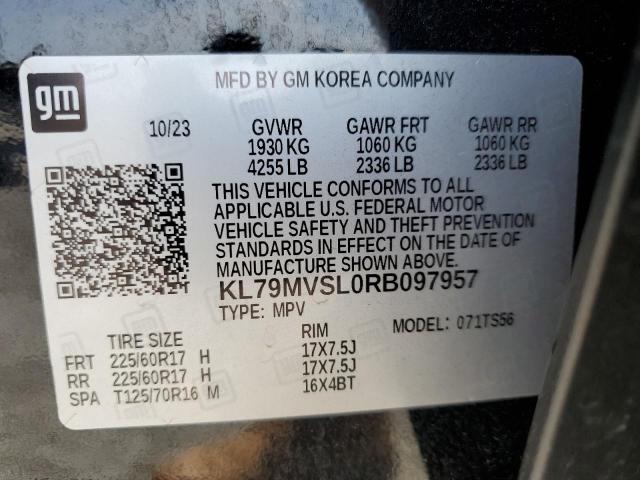 gm
MFD BY GM KOREA COMPANY
10/23 GVWR GAWR FRT GAWR RR
1930 KG 1060 KG 1060 KG
4255 LB 2336 LB 2336 LB
THIS VEHICLE CONFORMS TO ALL
APPLICABLE U.S. FEDERAL MOTOR
VEHICLE SAFETY AND THEFT PREVENTION
STANDARDS IN EFFECT ON THE DATE OF
MANUFACTURE SHOWN ABOVE.
KL79MVSL0RB097957
TYPE: MPV MODEL: 071TS56
TIRE SIZE RIM
FRT 225/60R17 H 17X7.5J
RR 225/60R17 H 17X7.5J
SPA T125/70R16 M 16X4BT